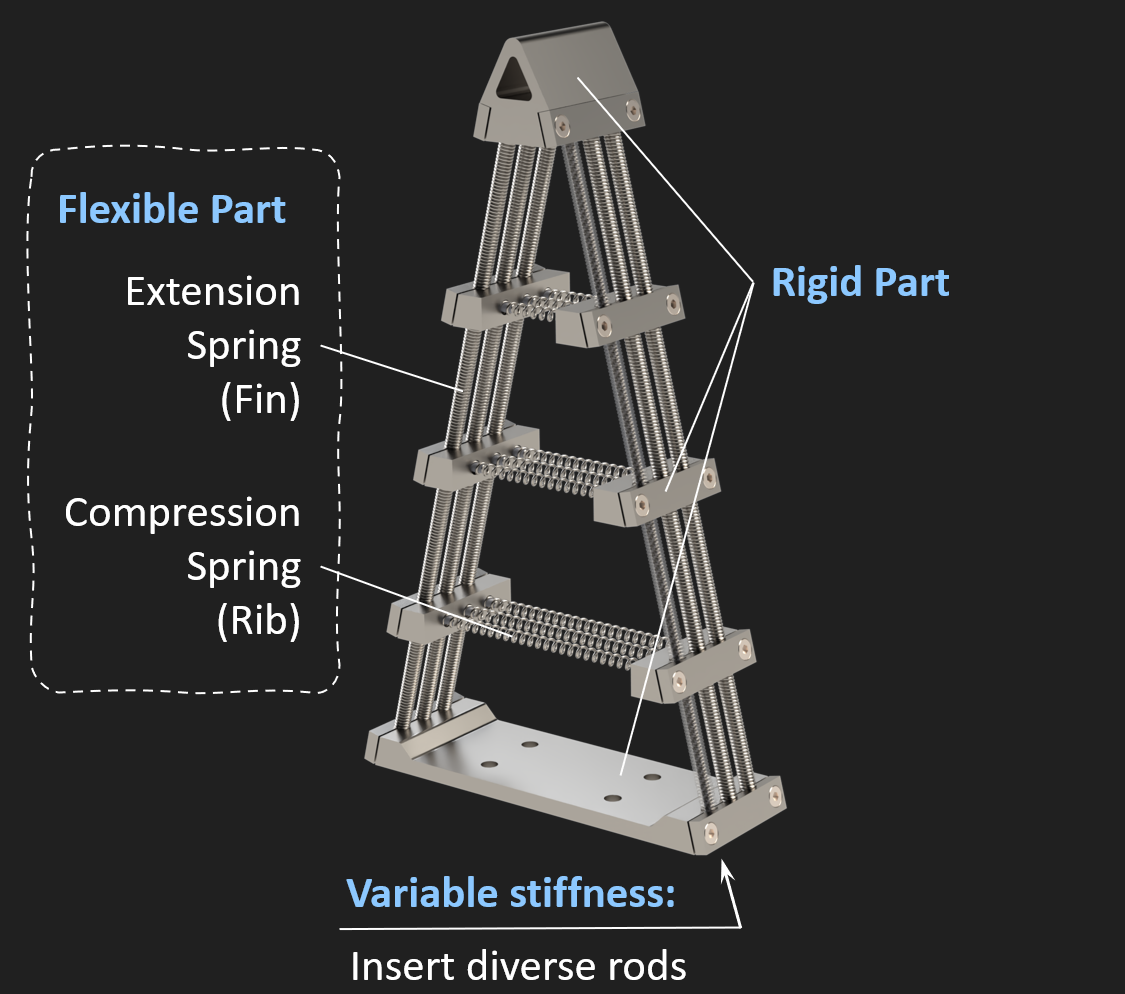 Flexible Part
Extension
Spring
(Fin)
Compression
Spring
(Rib)
Rigid Part
Variable stiffness:
Insert diverse rods